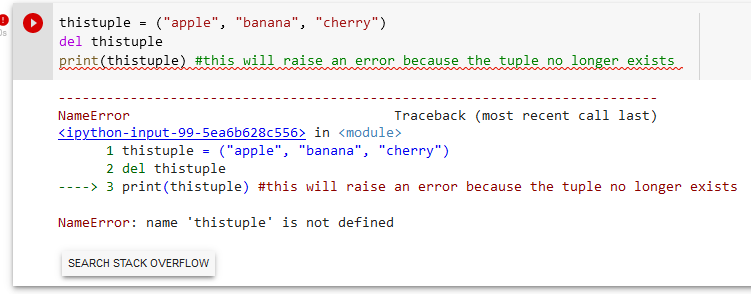 thistuple = ("apple", "banana", "cherry")
del thistuple
print(thistuple) #this will raise an error because the tuple no longer exists
---------------------------------------------------------------------------
NameError Traceback (most recent call last)
<ipython-input-99-5ea6b628c556> in <module>
1 thistuple = ("apple", "banana", "cherry")
2 del thistuple
----> 3 print(thistuple) #this will raise an error because the tuple no longer exists
NameError: name 'thistuple' is not defined
SEARCH STACK OVERFLOW